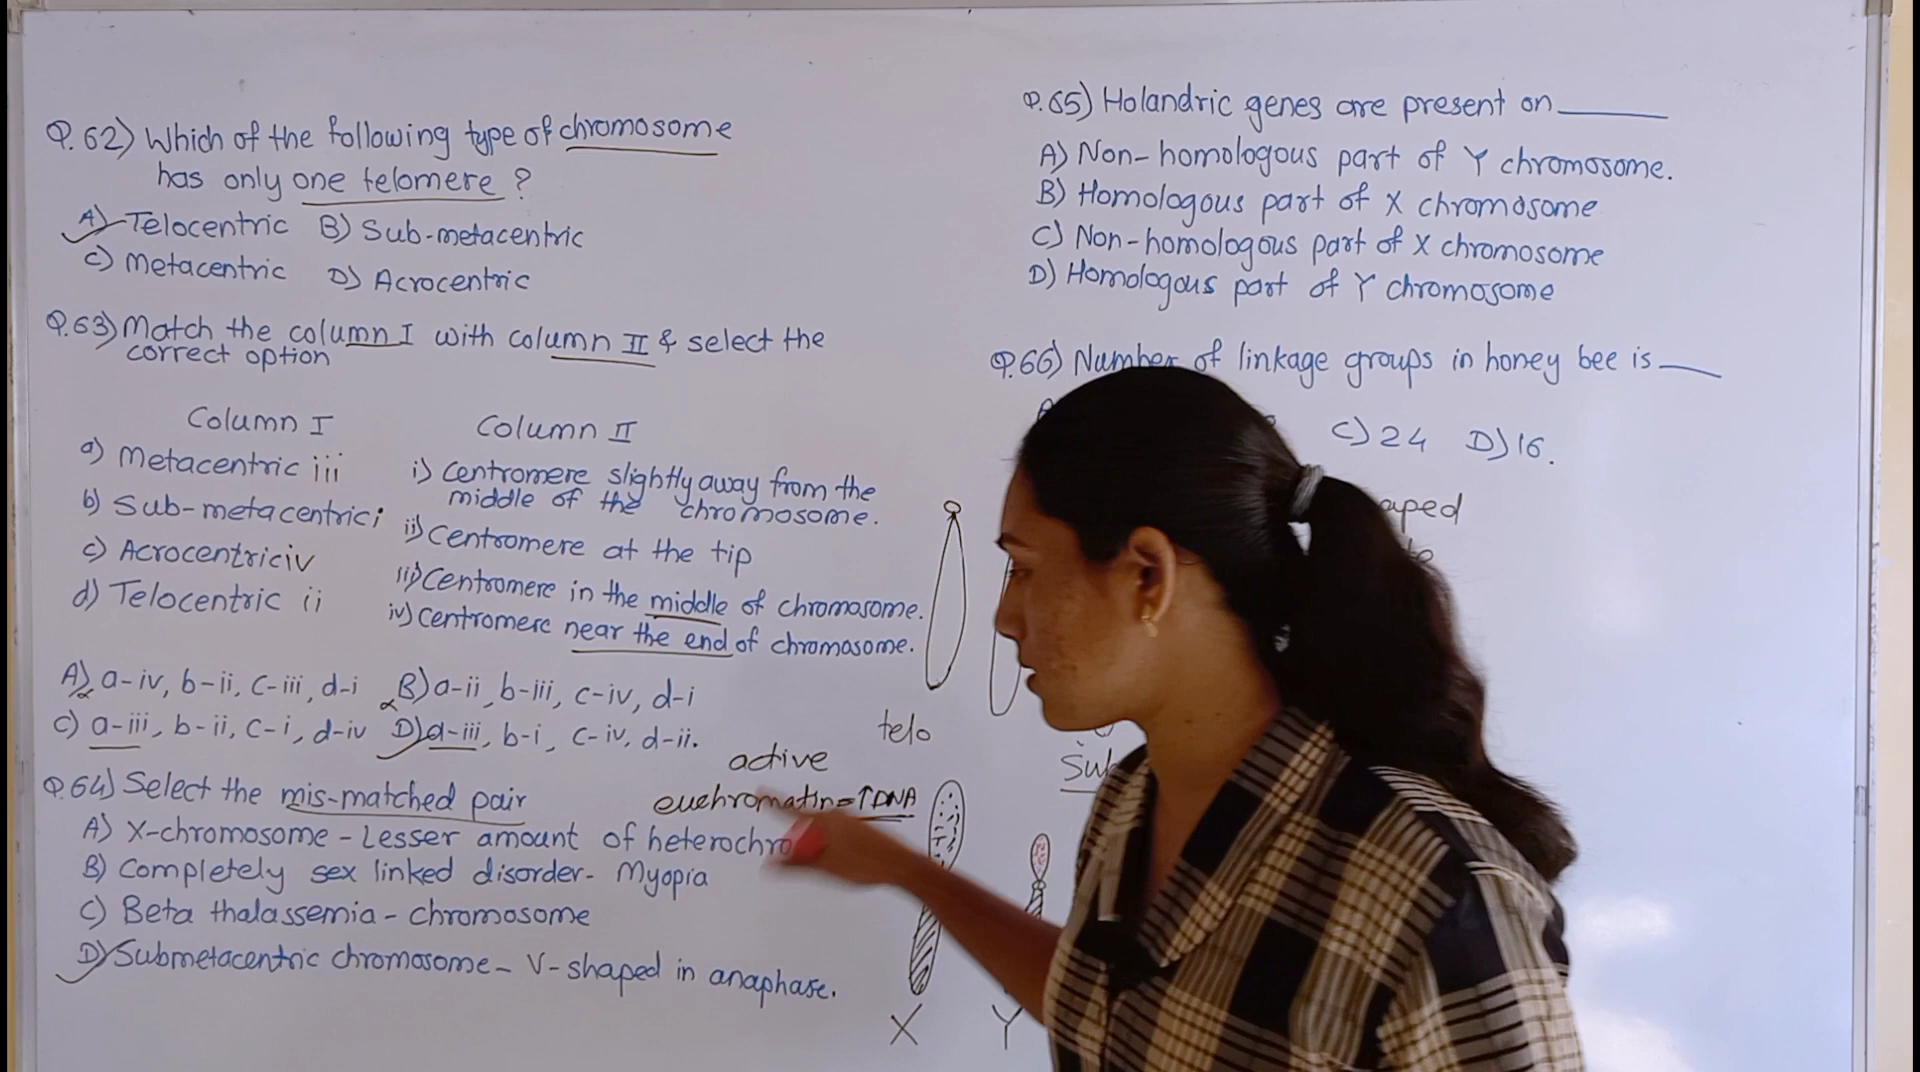 Q.62) Which of the following type of chromosome
has only one telomere ?
A) Telocentric B) Sub-metacentric
C) Metacentric D) Acrocentric
Q.63) Match the column I with column II & select the
correct option
Column I Column II
a) Metacentric iii
b) Sub-metacentric i
c) Acrocentric iv
d) Telocentric ii
i) Centromere slightly away from the
middle of the chromosome.
ii) Centromere at the tip
iii) Centromere in the middle of chromosome.
iv) Centromere near the end of chromosome.
A) a-iv, b-ii, c-iii, d-i B) a-ii, b-iii, c-iv, d-i
C) a-iii, b-ii, c-i, d-iv D) a-iii, b-i, c-iv, d-ii.
Q.64) Select the mis-matched pair
A) X-chromosome - Lesser amount of heterochro
B) Completely sex linked disorder - Myopia
C) Beta thalassemia - chromosome
D) Submetacentric chromosome - V-shaped in anaphase.
active
euchromatin = ↑DNA
telo
Sub
X Y
Q.65) Holandric genes are present on ______
A) Non-homologous part of Y chromosome.
B) Homologous part of X chromosome
C) Non-homologous part of X chromosome
D) Homologous part of Y chromosome
Q.66) Number of linkage groups in honey bee is ___
C) 24 D) 16.
aped